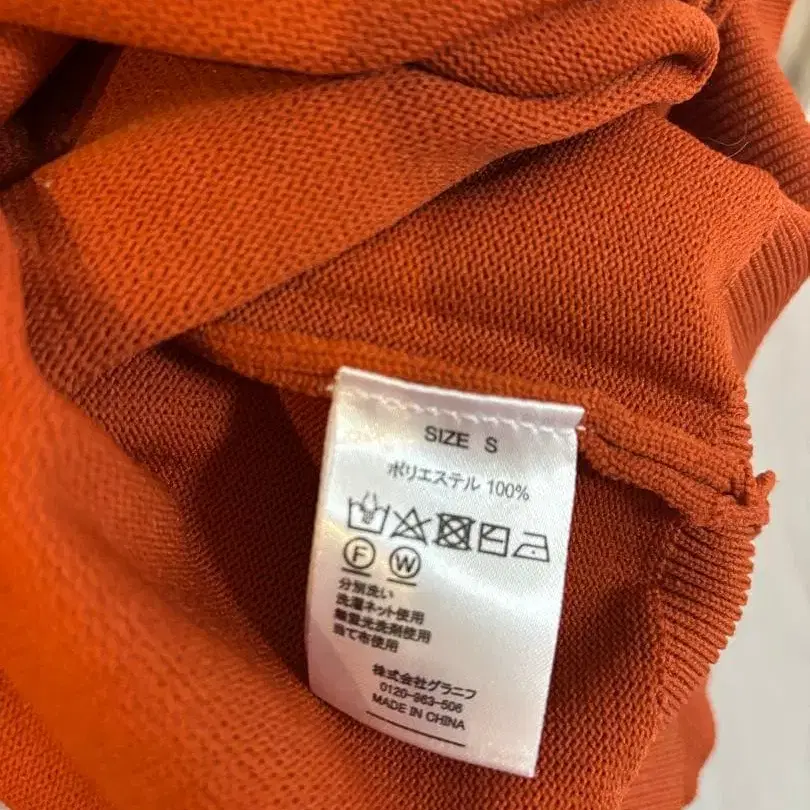 SIZE S
ポリエステル 100%
F W
分別洗い
洗濯ネット使用
無蛍光洗剤使用
当て布使用
株式会社グラニフ
0120-963-506
MADE IN CHINA